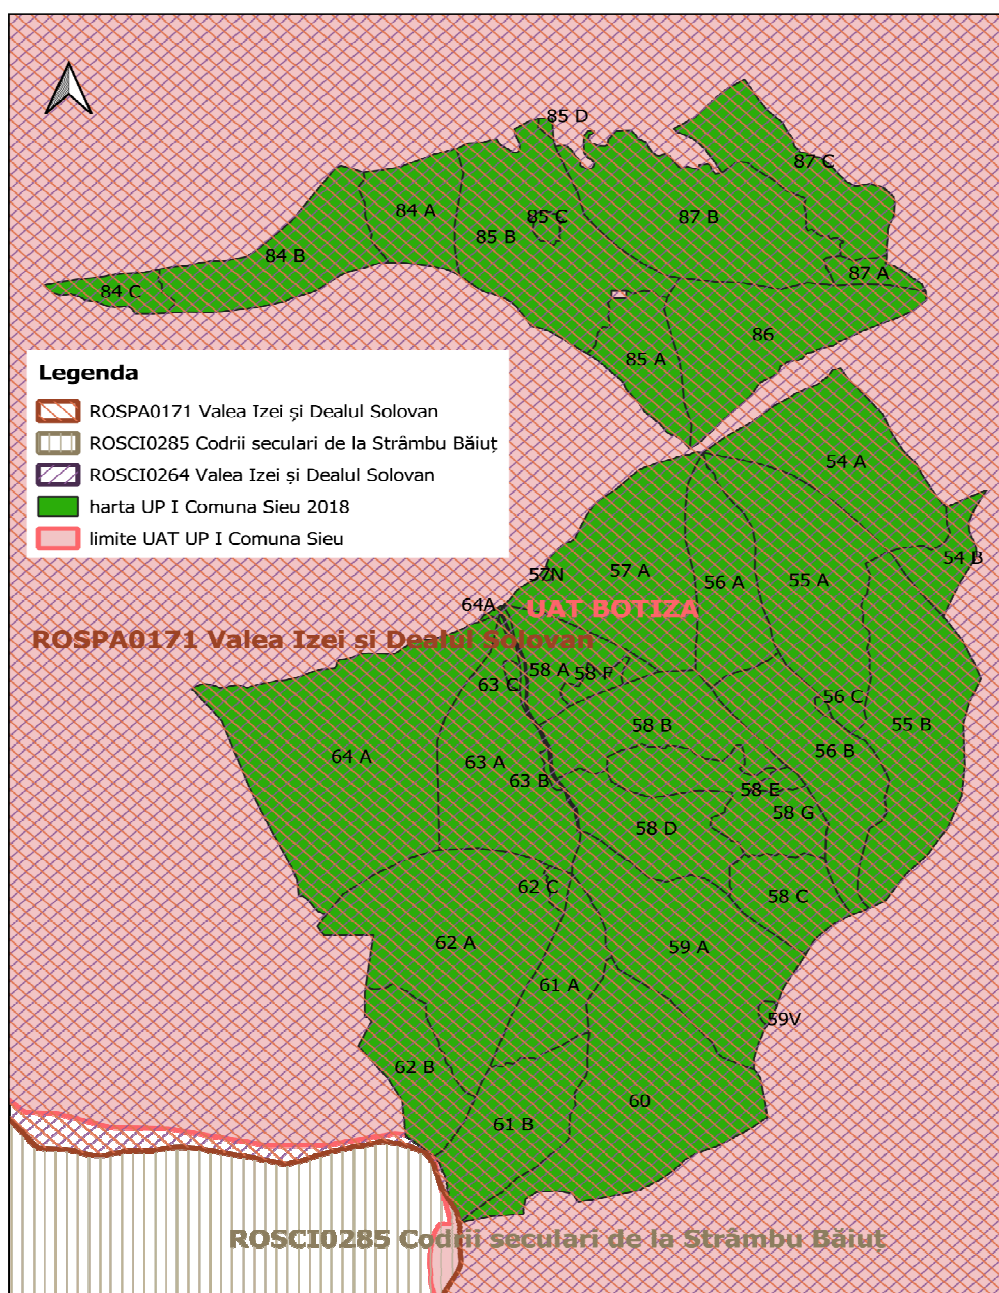 85 D
87 C
84 A
85 C
87 B
85 B
84 B
87 A
84 C
86
85 A
Legenda
ROSPA0171 Valea Izei și Dealul Solovan
ROSCI0285 Codrii seculari de la Strâmbu Băiuț
ROSCI0264 Valea Izei și Dealul Solovan
harta UP I Comuna Sieu 2018
limite UAT UP I Comuna Sieu
54 A
54 B
57N
57 A
56 A
55 A
64A
UAT BOTIZA
ROSPA0171 Valea Izei și Dealul Solovan
58 A
58 F
63 C
56 C
58 B
55 B
64 A
63 A
56 B
63 B
58 E
58 G
58 D
62 C
58 C
62 A
59 A
61 A
59V
62 B
60
61 B
ROSCI0285 Codrii seculari de la Strâmbu Băiuț